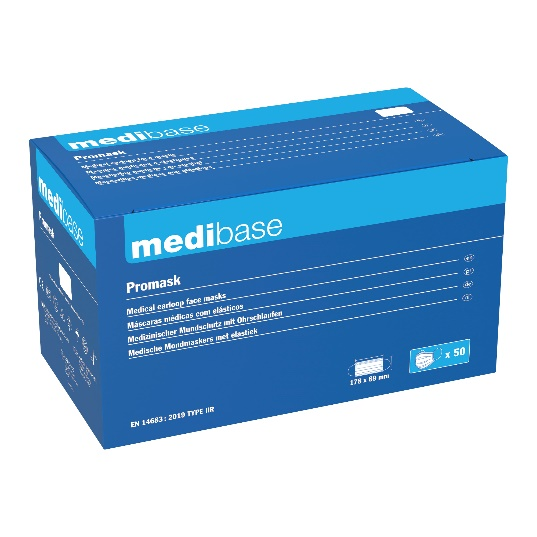 medibase
Promask
medibase
medibase
Promask
Medical earloop face masks
Máscaras médicas com elásticos
Medizinischer Mundschutz mit Ohrschlaufen
Medische Mondmaskers met elastiek
178 x 89 mm
x 50
EN 14683 : 2019 TYPE IIR